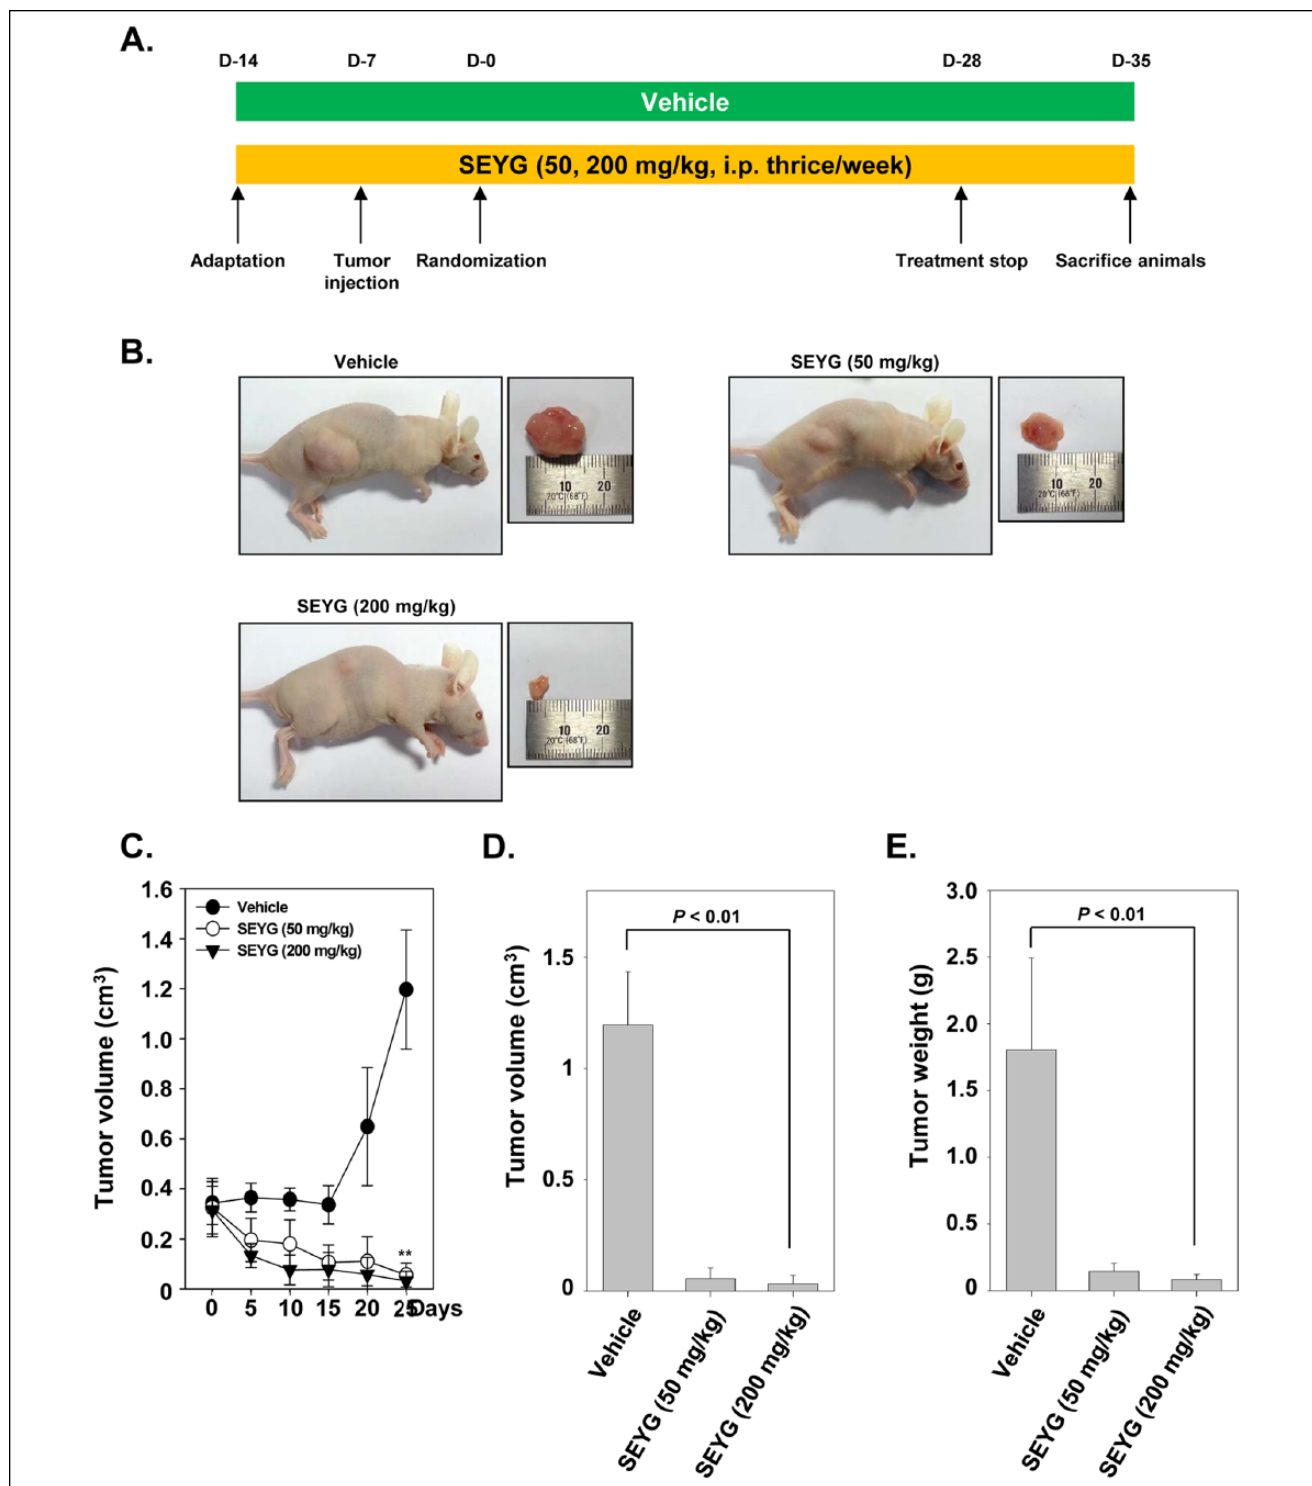 A.
D-14 D-7 D-0 D-28 D-35
Vehicle
SEYG (50, 200 mg/kg, i.p. thrice/week)
Adaptation Tumor injection Randomization Treatment stop Sacrifice animals
B.
Vehicle
10 20
20°C (68°F)
SEYG (50 mg/kg)
10 20
20°C (68°F)
SEYG (200 mg/kg)
10 20
20°C (68°F)
C.
Tumor volume (cm³)
1.6
1.4
1.2
1.0
0.8
0.6
0.4
0.2
0
Vehicle
SEYG (50 mg/kg)
SEYG (200 mg/kg)
**
0 5 10 15 20 25 Days
D.
Tumor volume (cm³)
1.5
1
0.5
0
P < 0.01
Vehicle
SEYG (50 mg/kg)
SEYG (200 mg/kg)
E.
Tumor weight (g)
3.0
2.5
2.0
1.5
1.0
0.5
0
P < 0.01
Vehicle
SEYG (50 mg/kg)
SEYG (200 mg/kg)